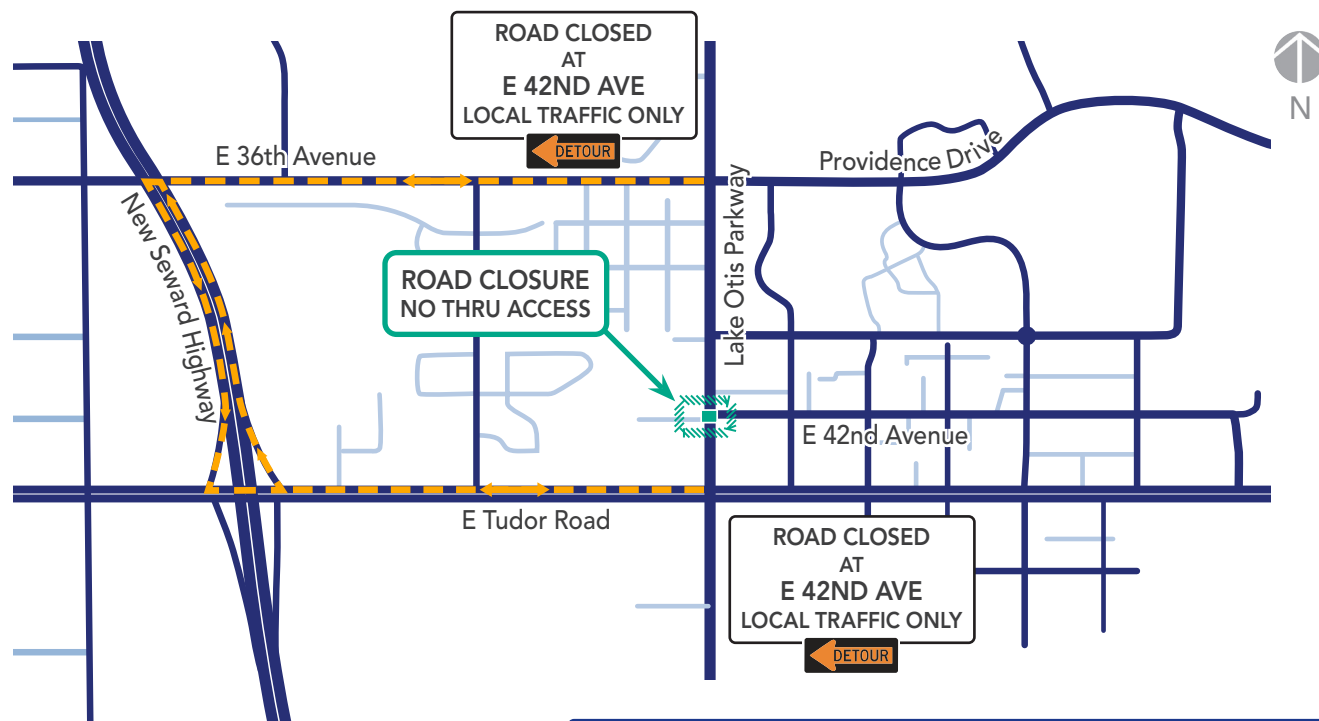 ROAD CLOSED
AT
E 42ND AVE
LOCAL TRAFFIC ONLY
DETOUR
N
E 36th Avenue
Providence Drive
New Seward Highway
Lake Otis Parkway
ROAD CLOSURE
NO THRU ACCESS
E 42nd Avenue
E Tudor Road
ROAD CLOSED
AT
E 42ND AVE
LOCAL TRAFFIC ONLY
DETOUR